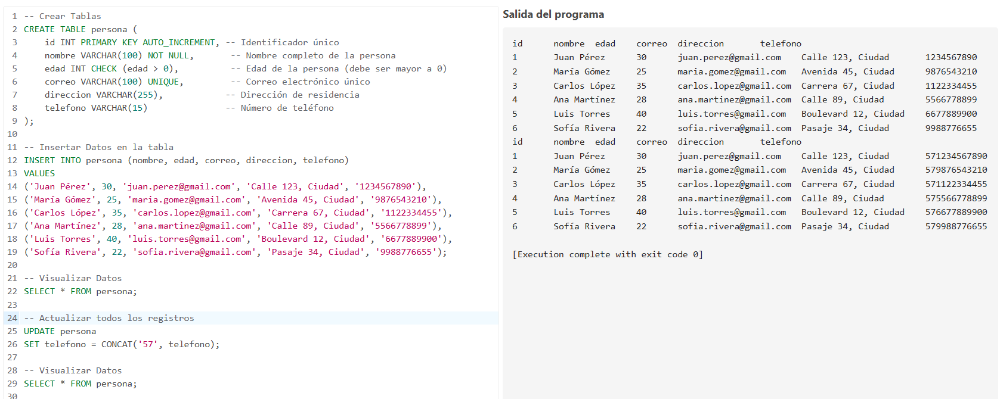 1 -- Crear Tablas
2 CREATE TABLE persona (
3     id INT PRIMARY KEY AUTO_INCREMENT, -- Identificador único
4     nombre VARCHAR(100) NOT NULL,       -- Nombre completo de la persona
5     edad INT CHECK (edad > 0),          -- Edad de la persona (debe ser mayor a 0)
6     correo VARCHAR(100) UNIQUE,         -- Correo electrónico único
7     direccion VARCHAR(255),            -- Dirección de residencia
8     telefono VARCHAR(15)               -- Número de teléfono
9 );
10
11 -- Insertar Datos en la tabla
12 INSERT INTO persona (nombre, edad, correo, direccion, telefono)
13 VALUES
14 ('Juan Pérez', 30, 'juan.perez@gmail.com', 'Calle 123, Ciudad', '1234567890'),
15 ('María Gómez', 25, 'maria.gomez@gmail.com', 'Avenida 45, Ciudad', '9876543210'),
16 ('Carlos López', 35, 'carlos.lopez@gmail.com', 'Carrera 67, Ciudad', '1122334455'),
17 ('Ana Martínez', 28, 'ana.martinez@gmail.com', 'Calle 89, Ciudad', '5566778899'),
18 ('Luis Torres', 40, 'luis.torres@gmail.com', 'Boulevard 12, Ciudad', '6677889900'),
19 ('Sofía Rivera', 22, 'sofia.rivera@gmail.com', 'Pasaje 34, Ciudad', '9988776655');
20
21 -- Visualizar Datos
22 SELECT * FROM persona;
23
24 -- Actualizar todos los registros
25 UPDATE persona
26 SET telefono = CONCAT('57', telefono);
27
28 -- Visualizar Datos
29 SELECT * FROM persona;
30
Salida del programa
id nombre edad correo direccion telefono
1 Juan Pérez 30 juan.perez@gmail.com Calle 123, Ciudad 1234567890
2 María Gómez 25 maria.gomez@gmail.com Avenida 45, Ciudad 9876543210
3 Carlos López 35 carlos.lopez@gmail.com Carrera 67, Ciudad 1122334455
4 Ana Martínez 28 ana.martinez@gmail.com Calle 89, Ciudad 5566778899
5 Luis Torres 40 luis.torres@gmail.com Boulevard 12, Ciudad 6677889900
6 Sofía Rivera 22 sofia.rivera@gmail.com Pasaje 34, Ciudad 9988776655
id nombre edad correo direccion telefono
1 Juan Pérez 30 juan.perez@gmail.com Calle 123, Ciudad 571234567890
2 María Gómez 25 maria.gomez@gmail.com Avenida 45, Ciudad 579876543210
3 Carlos López 35 carlos.lopez@gmail.com Carrera 67, Ciudad 571122334455
4 Ana Martínez 28 ana.martinez@gmail.com Calle 89, Ciudad 575566778899
5 Luis Torres 40 luis.torres@gmail.com Boulevard 12, Ciudad 576677889900
6 Sofía Rivera 22 sofia.rivera@gmail.com Pasaje 34, Ciudad 579988776655
[Execution complete with exit code 0]